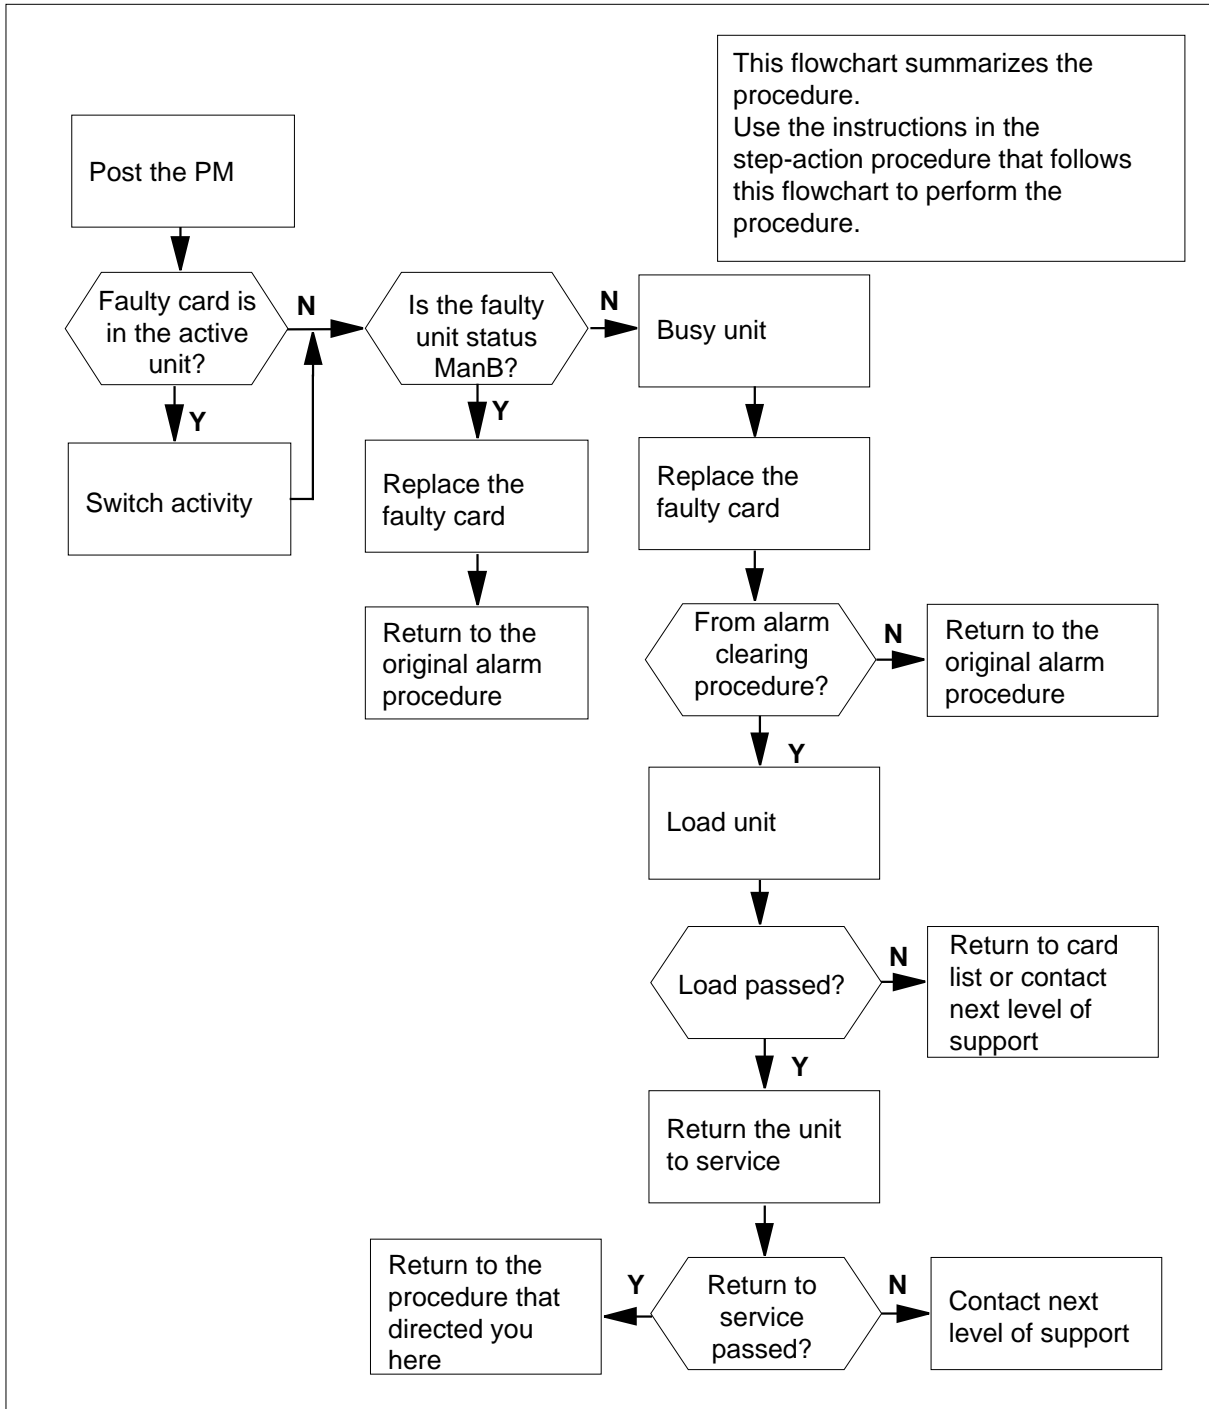 This flowchart summarizes the
procedure.
Use the instructions in the
step-action procedure that follows
this flowchart to perform the
procedure.
Post the PM
Faulty card is
in the active
unit?
N
Y
Switch activity
Is the faulty
unit status
ManB?
N
Y
Replace the
faulty card
Return to the
original alarm
procedure
Busy unit
Replace the
faulty card
From alarm
clearing
procedure?
N
Return to the
original alarm
procedure
Y
Load unit
Load passed?
N
Return to card
list or contact
next level of
support
Y
Return the unit
to service
Return to
service
passed?
Y
Return to the
procedure that
directed you
here
N
Contact next
level of support